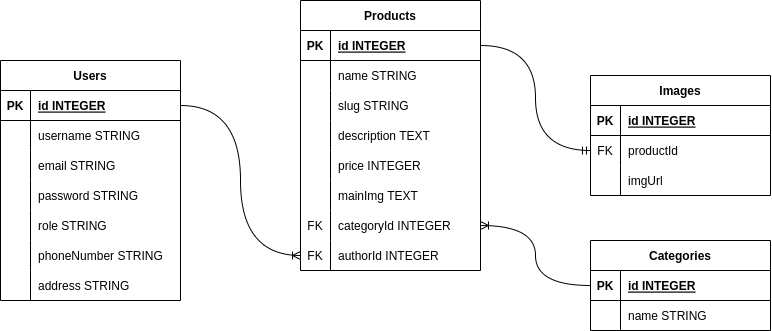 Users
PK id INTEGER
username STRING
email STRING
password STRING
role STRING
phoneNumber STRING
address STRING
Products
PK id INTEGER
name STRING
slug STRING
description TEXT
price INTEGER
mainImg TEXT
FK categoryId INTEGER
FK authorId INTEGER
Images
PK id INTEGER
FK productId
imgUrl
Categories
PK id INTEGER
name STRING